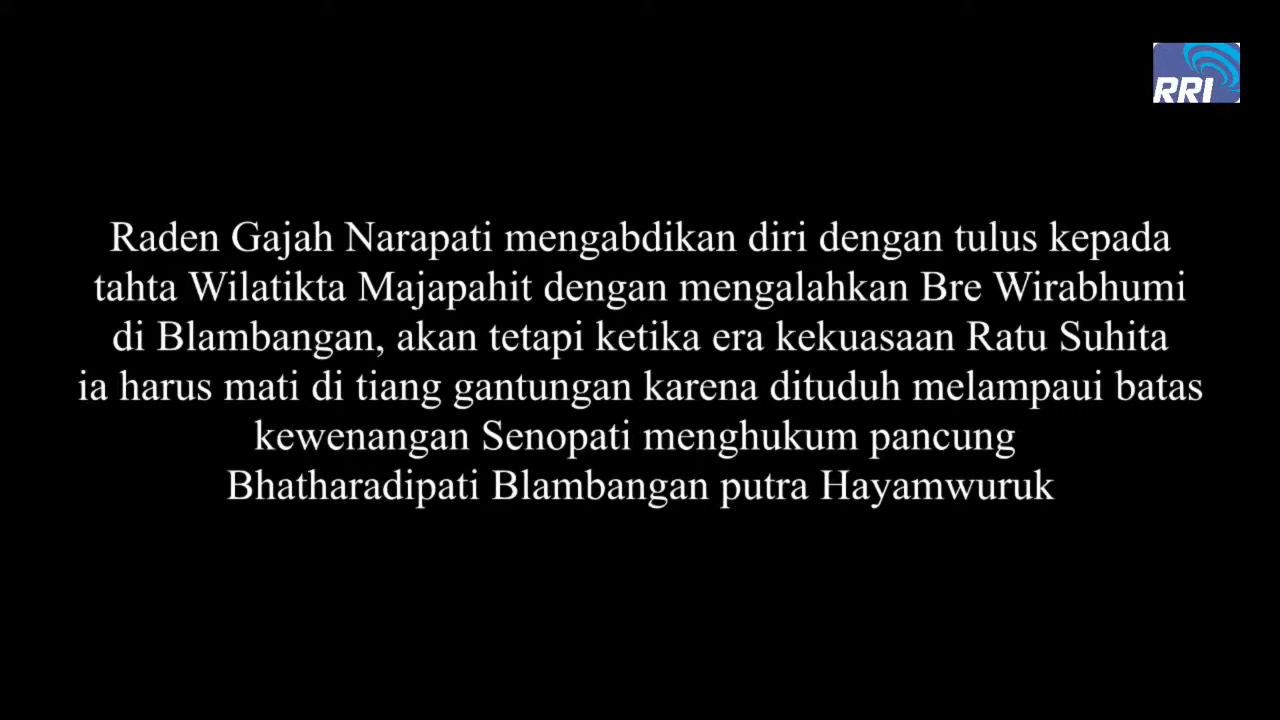 RRI
Raden Gajah Narapati mengabdikan diri dengan tulus kepada
tahta Wilatikta Majapahit dengan mengalahkan Bre Wirabhumi
di Blambangan, akan tetapi ketika era kekuasaan Ratu Suhita
ia harus mati di tiang gantungan karena dituduh melampaui batas
kewenangan Senopati menghukum pancung
Bhatharadipati Blambangan putra Hayamwuruk